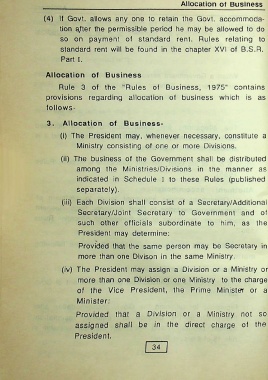 Allocation of Business
(4) If Govt. allows any one to retain the Govt. accommoda-
tion after the permissible period he may be allowed to do
so on payment of standard rent. Rules relating to
standard rent will be found in the chapter XVI of B.S.R.
Part I.
Allocation of Business
Rule 3 of the "Rules of Business, 1975" contains
provisions regarding allocation of business which is as
follows-
3. Allocation of Business-
(i) The President may, whenever necessary, constitute a
Ministry consisting of one or more Divisions.
(ii) The business of the Government shall be distributed
among the Ministries/Divisions in the manner as
indicated in Schedule I to these Rules (published
separately).
(iii) Each Division shall consist of a Secretary/Additional
Secretary/Joint Secretary to Government and of
such other officials subordinate to him, as the
President may determine:
Provided that the same person may be Secretary in
more than one Divison in the same Ministry.
(iv) The President may assign a Division or a Ministry or
more than one Division or one Ministry to the charge
of the Vice President, the Prime Minister or a
Minister:
Provided that a Division or a Ministry not so
assigned shall be in the direct charge of the
President.
34